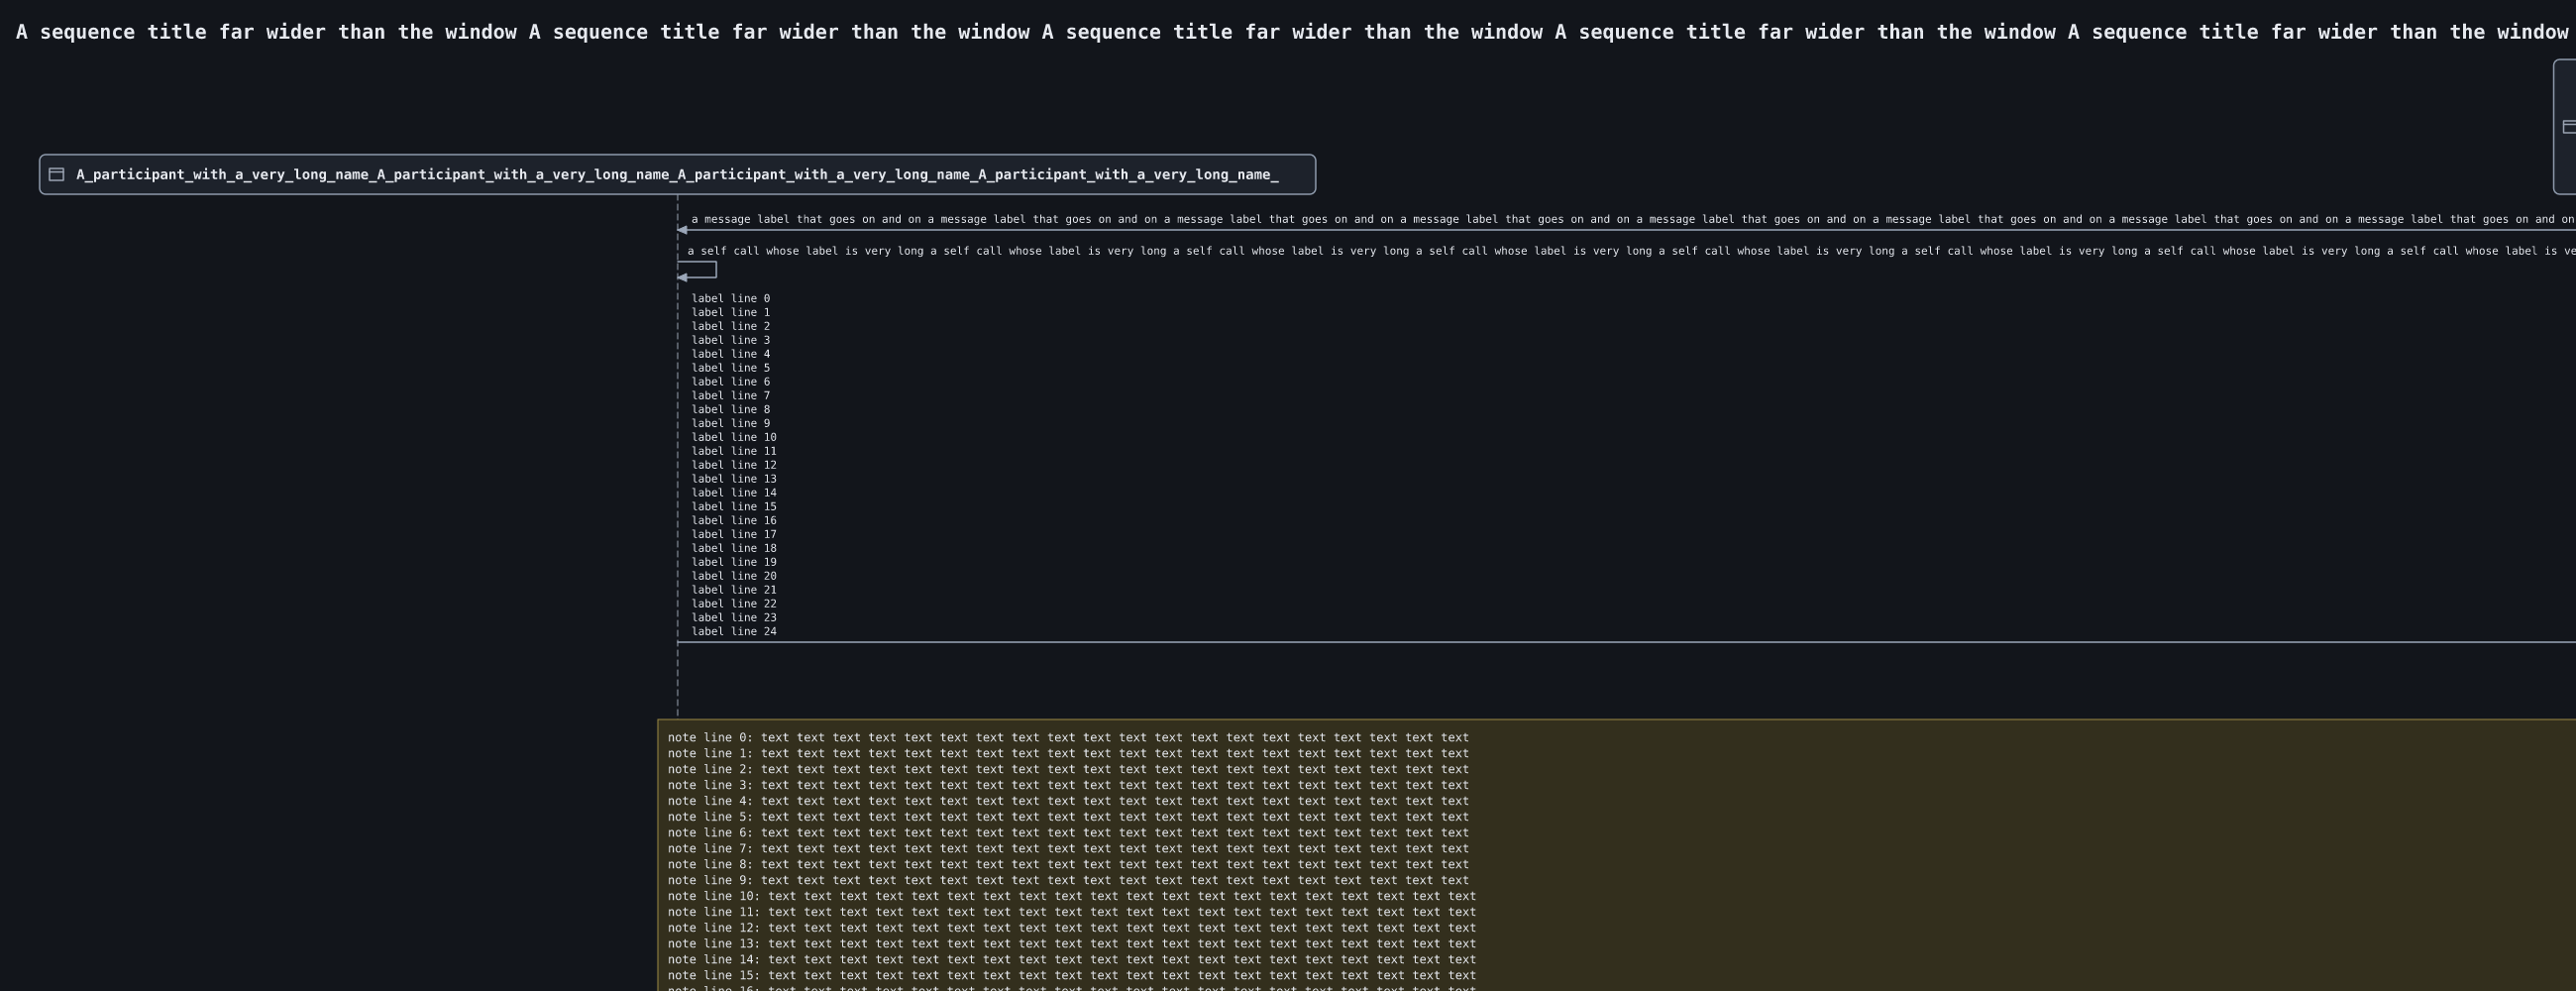 A sequence title far wider than the window A sequence title far wider than the window A sequence title far wider than the window A sequence title far wider than the window A sequence title far wider than the window
A_participant_with_a_very_long_name_A_participant_with_a_very_long_name_A_participant_with_a_very_long_name_A_participant_with_a_very_long_name_
a message label that goes on and on a message label that goes on and on a message label that goes on and on a message label that goes on and on a message label that goes on and on a message label that goes on and on a message label that goes on and on a message label that goes on and on
a self call whose label is very long a self call whose label is very long a self call whose label is very long a self call whose label is very long a self call whose label is very long a self call whose label is very long a self call whose label is very long a self call whose label is ve
label line 0
label line 1
label line 2
label line 3
label line 4
label line 5
label line 6
label line 7
label line 8
label line 9
label line 10
label line 11
label line 12
label line 13
label line 14
label line 15
label line 16
label line 17
label line 18
label line 19
label line 20
label line 21
label line 22
label line 23
label line 24
note line 0: text text text text text text text text text text text text text text text text text text text text
note line 1: text text text text text text text text text text text text text text text text text text text text
note line 2: text text text text text text text text text text text text text text text text text text text text
note line 3: text text text text text text text text text text text text text text text text text text text text
note line 4: text text text text text text text text text text text text text text text text text text text text
note line 5: text text text text text text text text text text text text text text text text text text text text
note line 6: text text text text text text text text text text text text text text text text text text text text
note line 7: text text text text text text text text text text text text text text text text text text text text
note line 8: text text text text text text text text text text text text text text text text text text text text
note line 9: text text text text text text text text text text text text text text text text text text text text
note line 10: text text text text text text text text text text text text text text text text text text text text
note line 11: text text text text text text text text text text text text text text text text text text text text
note line 12: text text text text text text text text text text text text text text text text text text text text
note line 13: text text text text text text text text text text text text text text text text text text text text
note line 14: text text text text text text text text text text text text text text text text text text text text
note line 15: text text text text text text text text text text text text text text text text text text text text
note line 16: text text text text text text text text text text text text text text text text text text text text